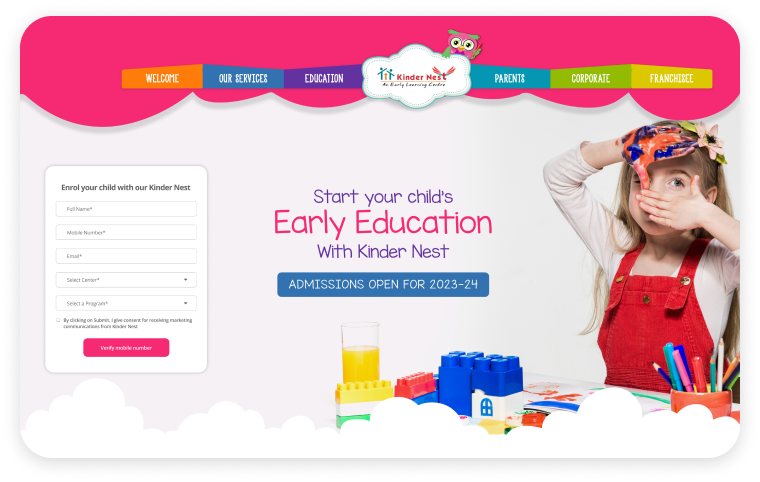 WELCOME
OUR SERVICES
EDUCATION
Kinder Nest
An Early Learning Centre
PARENTS
CORPORATE
FRANCHISEE
Enrol your child with our Kinder Nest
Full Name*
Mobile Number*
Email*
Select Center*
Select a Program*
By clicking on Submit, I give consent for receiving marketing
communications from Kinder Nest
Verify mobile number
Start your child's
Early Education
With Kinder Nest
ADMISSIONS OPEN FOR 2023-24